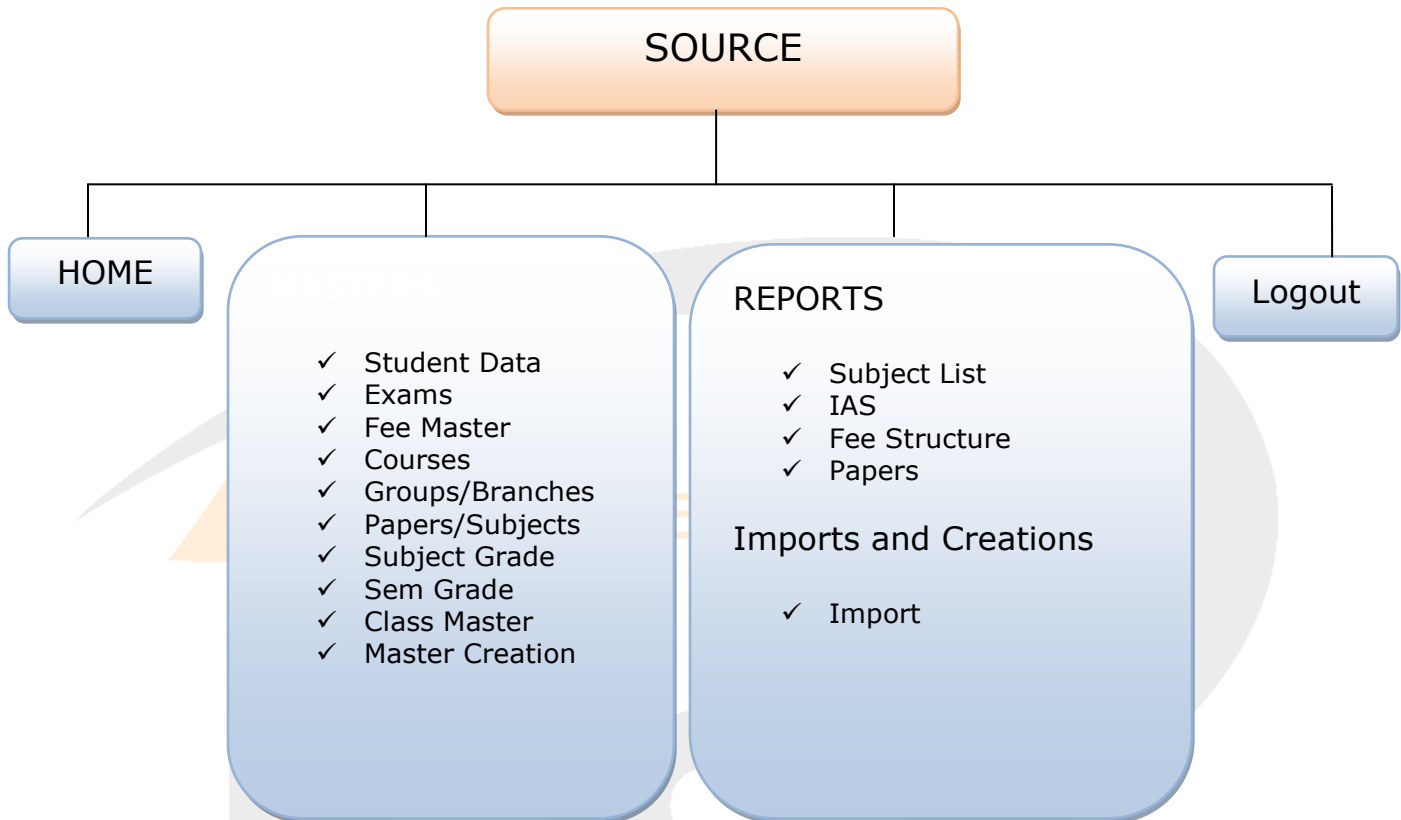 SOURCE
HOME
✓ Student Data
✓ Exams
✓ Fee Master
✓ Courses
✓ Groups/Branches
✓ Papers/Subjects
✓ Subject Grade
✓ Sem Grade
✓ Class Master
✓ Master Creation
REPORTS
✓ Subject List
✓ IAS
✓ Fee Structure
✓ Papers
Imports and Creations
✓ Import
Logout